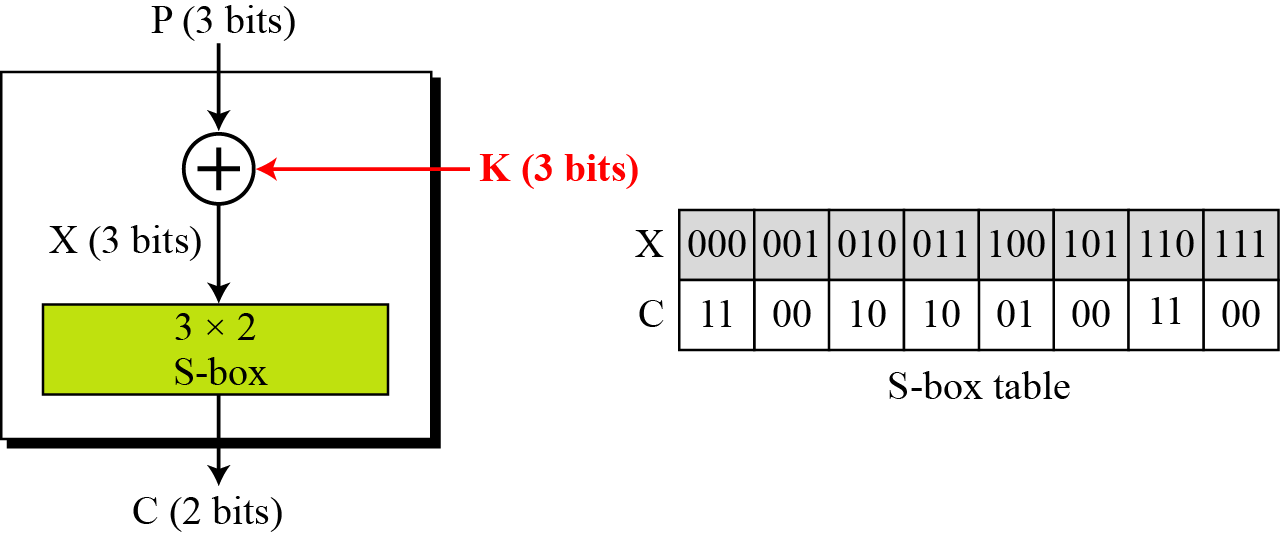 P (3 bits)
K (3 bits)
X (3 bits)
3 × 2
S-box
C (2 bits)
X 000 001 010 011 100 101 110 111
C 11 00 10 10 01 00 11 00
S-box table